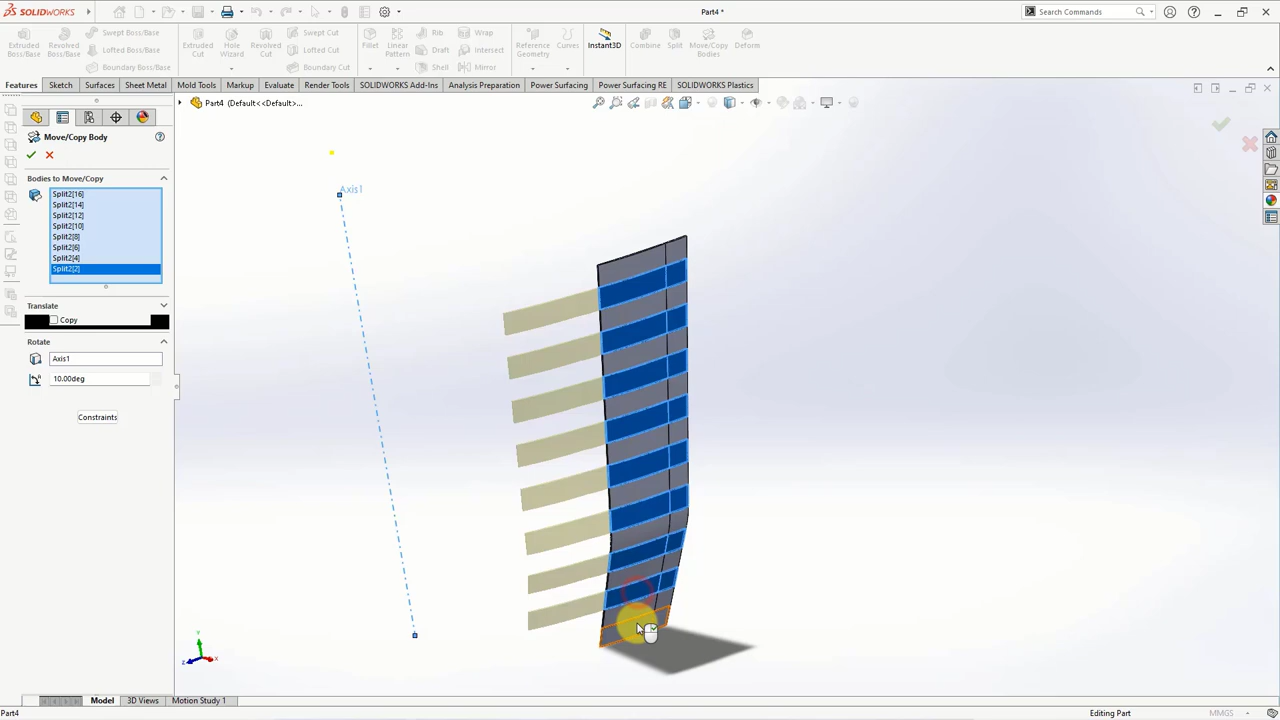 SOLIDWORKS
Part4 *
Search Commands
Extruded Boss/Base
Revolved Boss/Base
Swept Boss/Base
Lofted Boss/Base
Boundary Boss/Base
Extruded Cut
Hole Wizard
Revolved Cut
Swept Cut
Lofted Cut
Boundary Cut
Fillet
Linear Pattern
Rib
Draft
Shell
Wrap
Intersect
Mirror
Reference Geometry
Curves
Instant3D
Combine
Split
Move/Copy Bodies
Deform
Features
Sketch
Surfaces
Sheet Metal
Mold Tools
Markup
Evaluate
Render Tools
SOLIDWORKS Add-Ins
Analysis Preparation
Power Surfacing
Power Surfacing RE
SOLIDWORKS Plastics
Part4 (Default<<Default>...
Move/Copy Body
Bodies to Move/Copy
Split2[16]
Split2[14]
Split2[12]
Split2[10]
Split2[8]
Split2[6]
Split2[4]
Split2[2]
Translate
Copy
Rotate
Axis1
10.00deg
Constraints
Axis1
Y
Z
X
Model
3D Views
Motion Study 1
Part4
Editing Part
MMGS